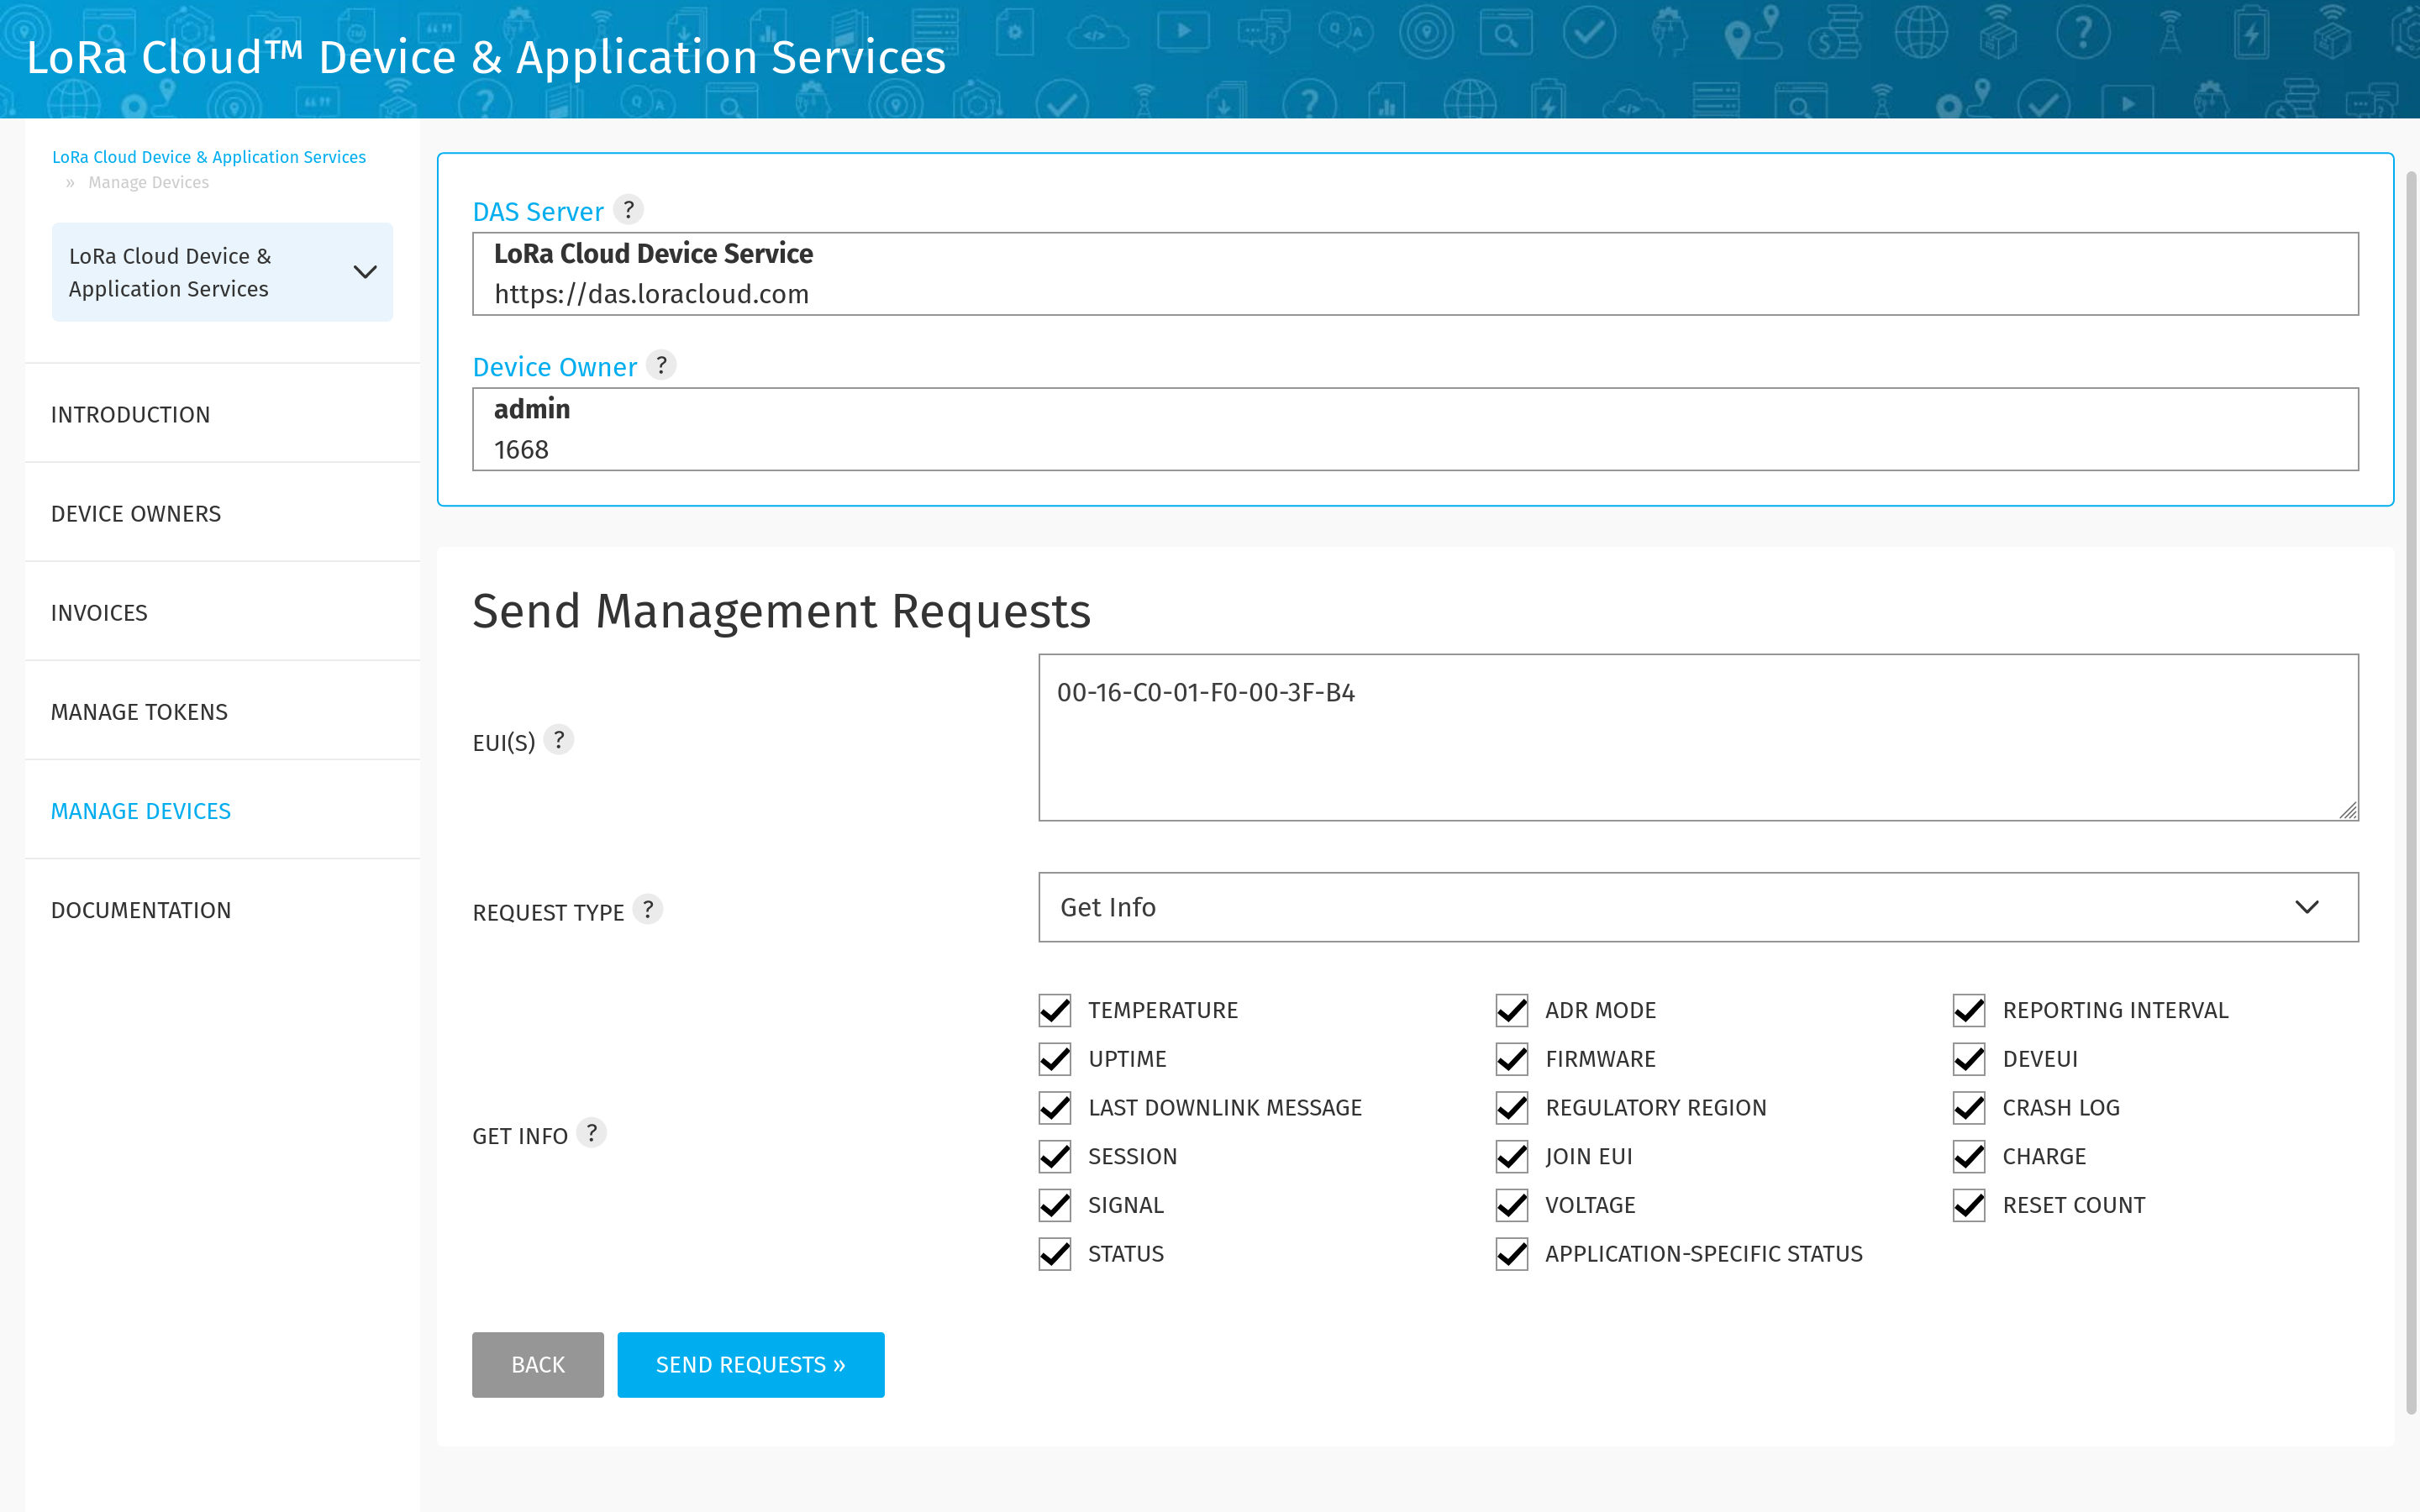 LoRa Cloud™ Device & Application Services
LoRa Cloud Device & Application Services
» Manage Devices
LoRa Cloud Device &
Application Services
INTRODUCTION
DEVICE OWNERS
INVOICES
MANAGE TOKENS
MANAGE DEVICES
DOCUMENTATION
DAS Server ?
LoRa Cloud Device Service
https://das.loracloud.com
Device Owner ?
admin
1668
Send Management Requests
EUI(S) ?
00-16-C0-01-F0-00-3F-B4
REQUEST TYPE ?
Get Info
GET INFO ?
TEMPERATURE
UPTIME
LAST DOWNLINK MESSAGE
SESSION
SIGNAL
STATUS
ADR MODE
FIRMWARE
REGULATORY REGION
JOIN EUI
VOLTAGE
APPLICATION-SPECIFIC STATUS
REPORTING INTERVAL
DEVEUI
CRASH LOG
CHARGE
RESET COUNT
BACK
SEND REQUESTS »